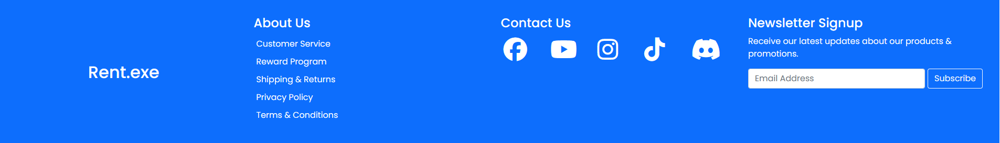 Rent.exe
About Us
Customer Service
Reward Program
Shipping & Returns
Privacy Policy
Terms & Conditions
Contact Us
Newsletter Signup
Receive our latest updates about our products &
promotions.
Email Address
Subscribe